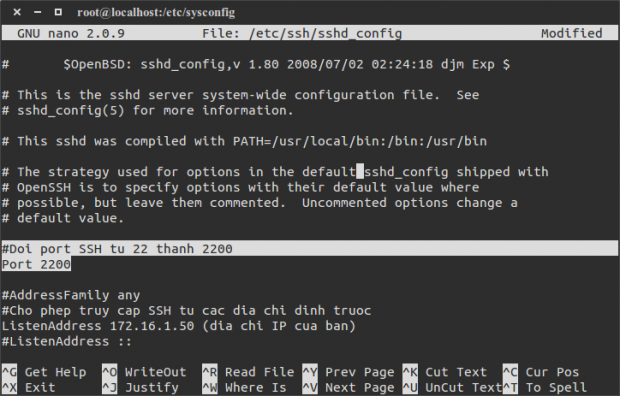 root@localhost:/etc/sysconfig
GNU nano 2.0.9 File: /etc/ssh/sshd_config Modified
# $OpenBSD: sshd_config,v 1.80 2008/07/02 02:24:18 djm Exp $
# This is the sshd server system-wide configuration file. See
# sshd_config(5) for more information.
# This sshd was compiled with PATH=/usr/local/bin:/bin:/usr/bin
# The strategy used for options in the default sshd_config shipped with
# OpenSSH is to specify options with their default value where
# possible, but leave them commented. Uncommented options change a
# default value.
#Doi port SSH tu 22 thanh 2200
Port 2200
#AddressFamily any
#Cho phep truy cap SSH tu cac dia chi dinh truoc
ListenAddress 172.16.1.50 (dia chi IP cua ban)
#ListenAddress ::
^G Get Help ^O WriteOut ^R Read File ^Y Prev Page ^K Cut Text ^C Cur Pos
^X Exit ^J Justify ^W Where Is ^V Next Page ^U UnCut Text ^T To Spell